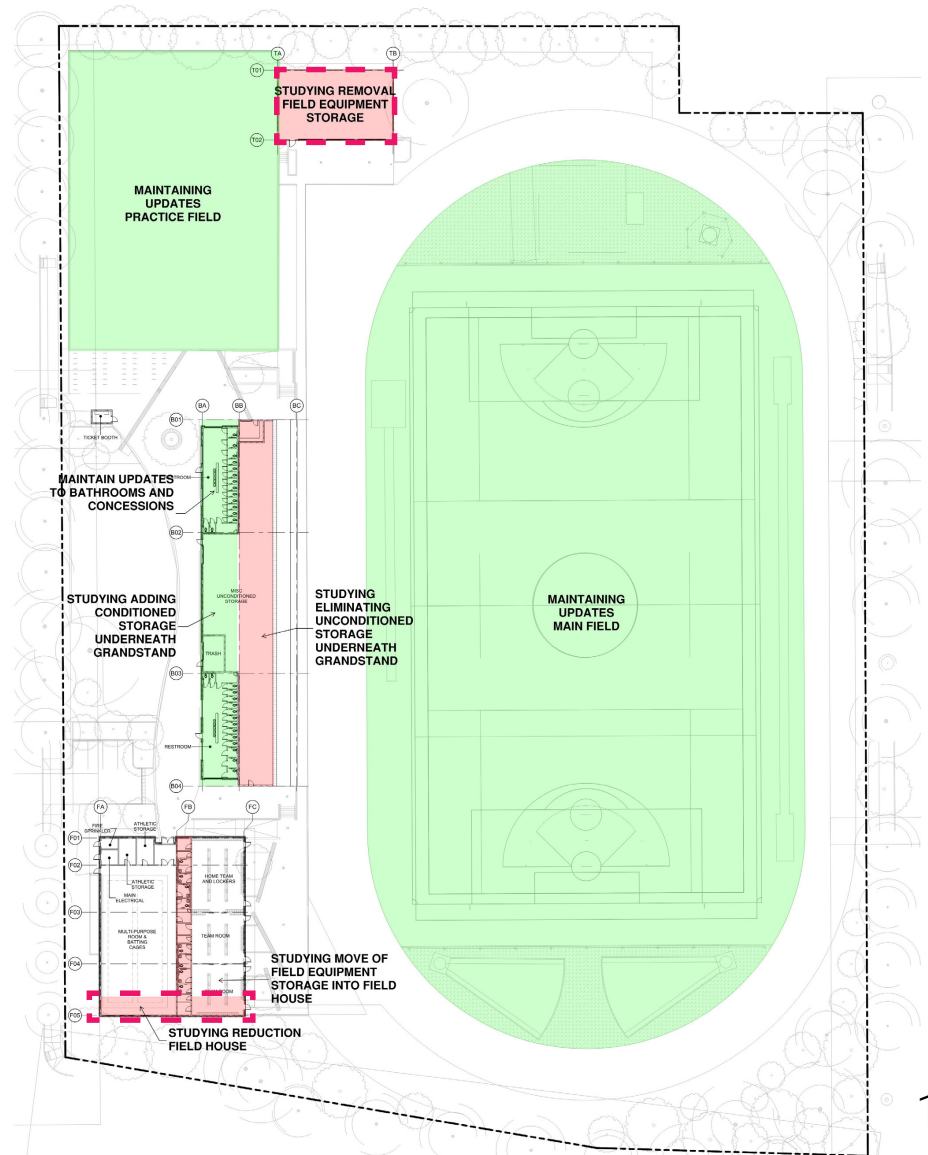 TA
TB
T01
STUDYING REMOVAL
FIELD EQUIPMENT
STORAGE
T02
MAINTAINING
UPDATES
PRACTICE FIELD
BA
BB
BC
B01
TICKET BOOTH
MAINTAIN UPDATES
TO BATHROOMS AND
CONCESSIONS
B02
STUDYING ADDING
CONDITIONED
STORAGE
UNDERNEATH
GRANDSTAND
MISC
UNCONDITIONED
STORAGE
TRASH
STUDYING
ELIMINATING
UNCONDITIONED
STORAGE
UNDERNEATH
GRANDSTAND
MAINTAINING
UPDATES
MAIN FIELD
B03
RESTROOM
B04
FA
FB
FC
F01
FIRE
SPRINKLER
ATHLETIC
STORAGE
F02
ATHLETIC
STORAGE
MAIN
ELECTRICAL
HOME TEAM
AND LOCKERS
F03
MULTI-PURPOSE
ROOM &
BATTING
CAGES
TEAM ROOM
F04
STUDYING MOVE OF
FIELD EQUIPMENT
STORAGE INTO FIELD
HOUSE
F05
STUDYING REDUCTION
FIELD HOUSE